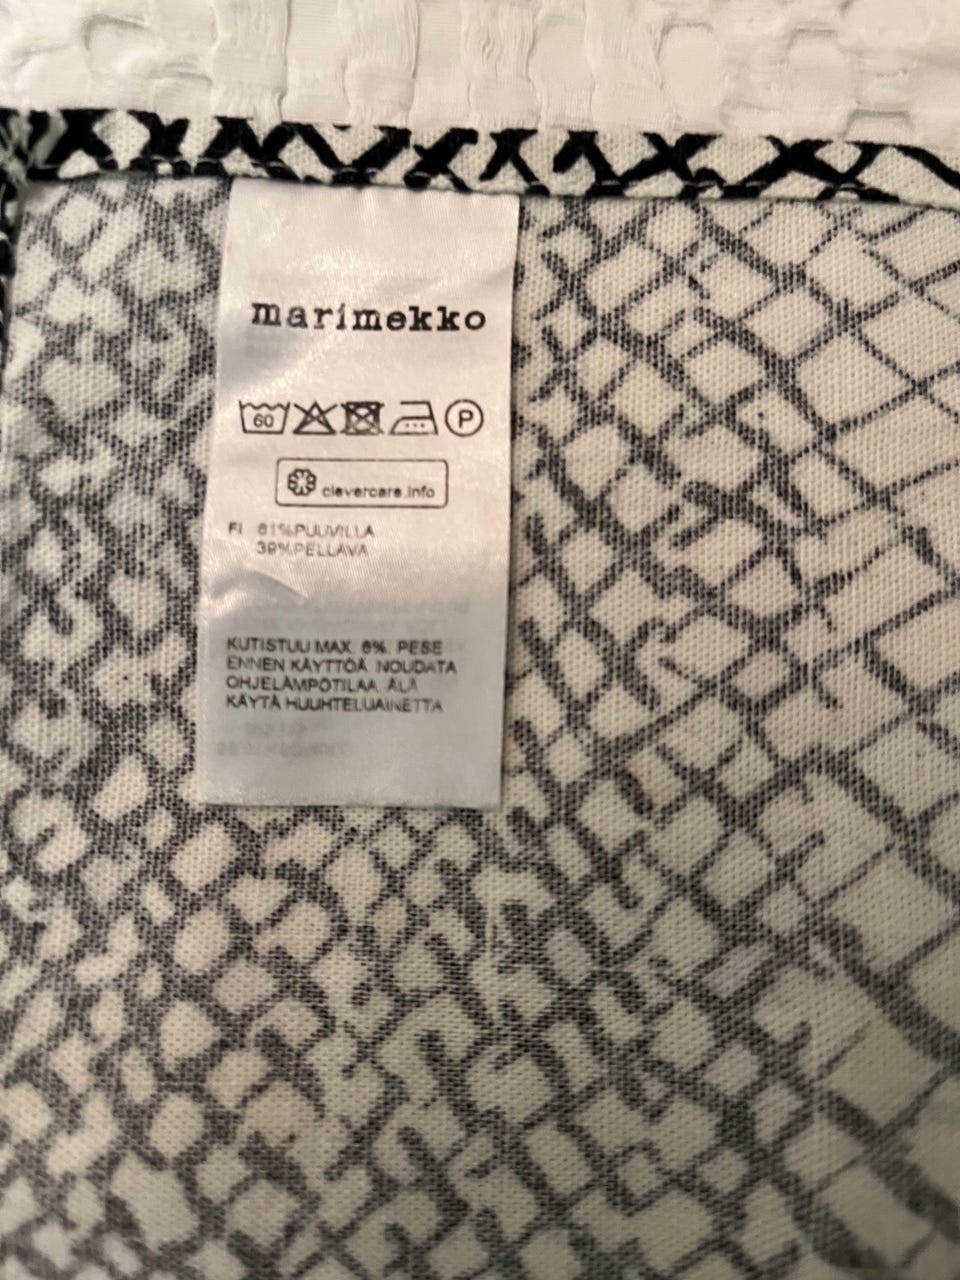 marimekko
60 P
clevercare.info
FI 61%PUUVILLA
39%PELLAVA
KUTISTUU MAX. 6%. PESE
ENNEN KÄYTTÖÄ. NOUDATA
OHJELÄMPÖTILAA. ÄLÄ
KÄYTÄ HUUHTELUAINETTA